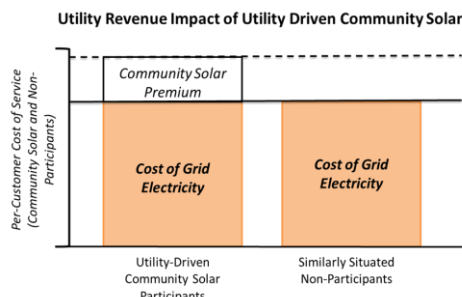 Utility Revenue Impact of Utility Driven Community Solar
Per-Customer Cost of Service
(Community Solar and Non-
Participants)
Community Solar
Premium
Cost of Grid
Electricity
Cost of Grid
Electricity
Utility-Driven
Community Solar
Participants
Similarly Situated
Non-Participants